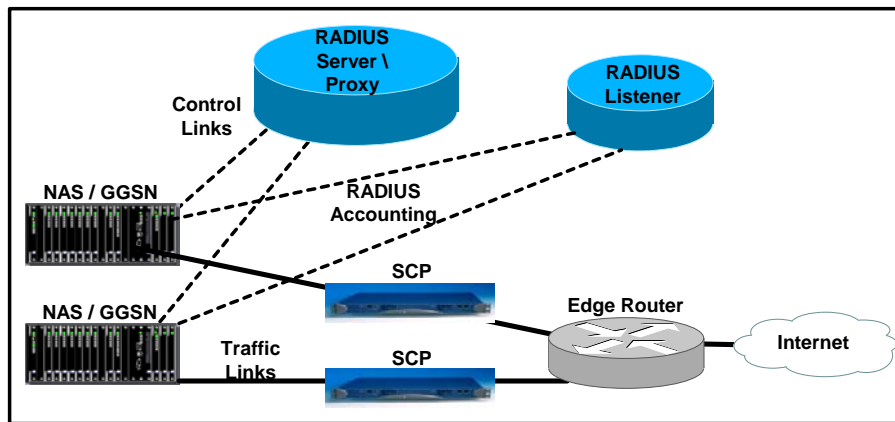 RADIUS
Server \
Proxy
RADIUS
Listener
Control
Links
NAS / GGSN
RADIUS
Accounting
SCP
NAS / GGSN
Edge Router
Internet
Traffic
Links
SCP